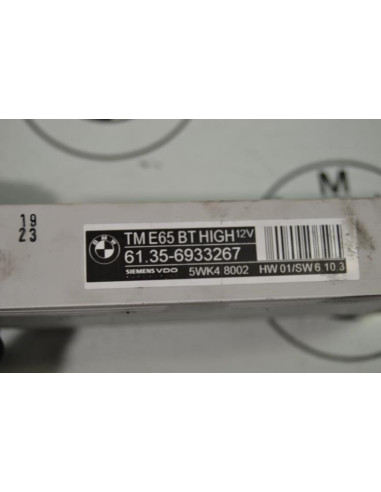 19
23
BMW
TM E65 BT HIGH 12V
61.35-6933267
SIEMENS VDO 5WK4 8002 HW 01/SW 6.10.3
M